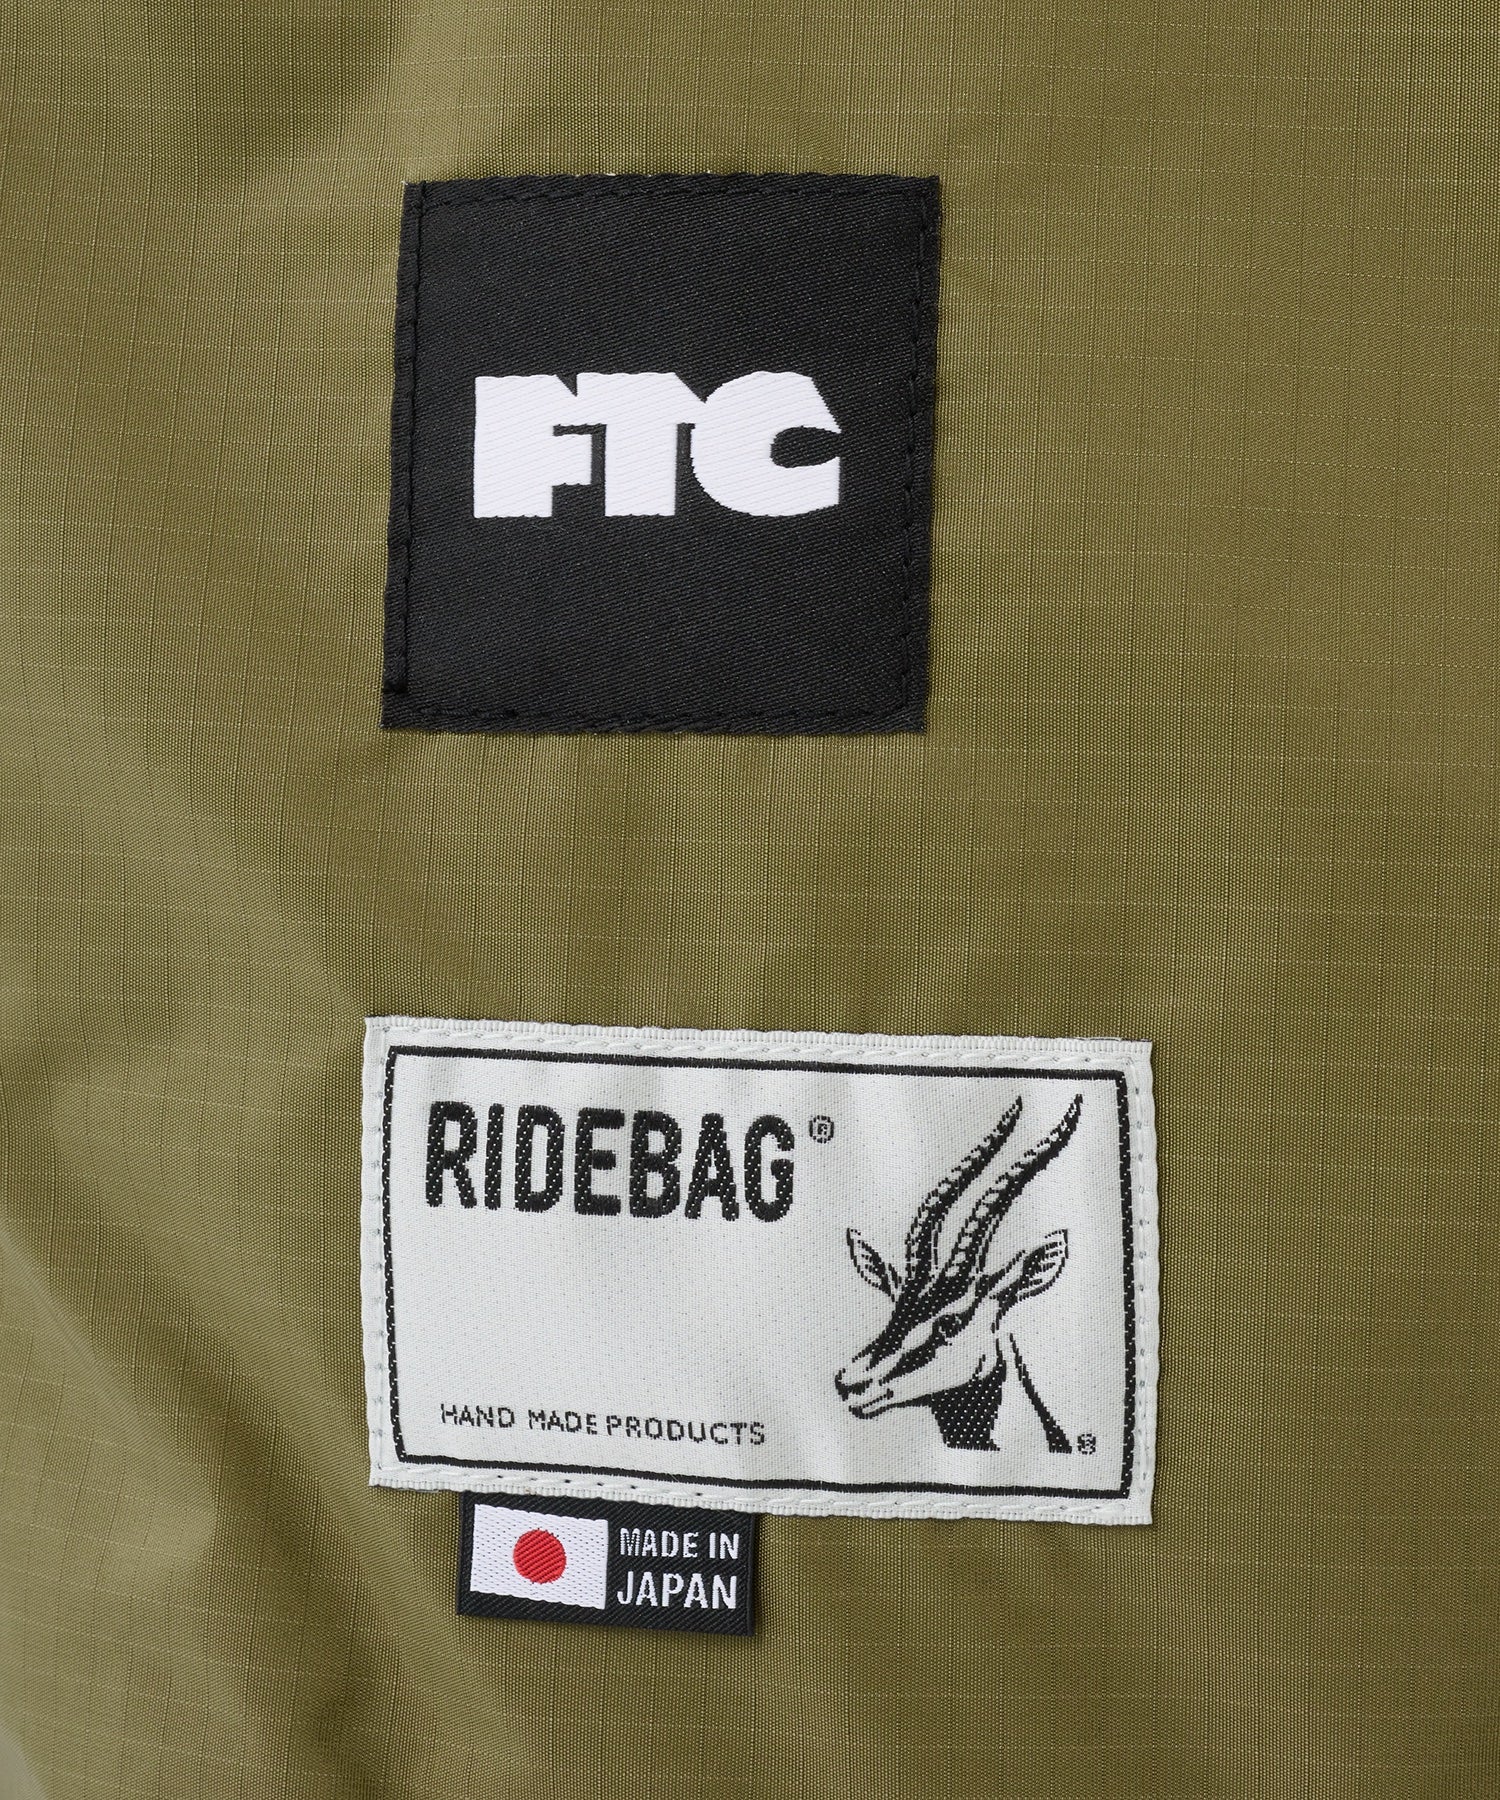 FTC
RIDEBAG®
HAND MADE PRODUCTS
®
MADE IN
JAPAN